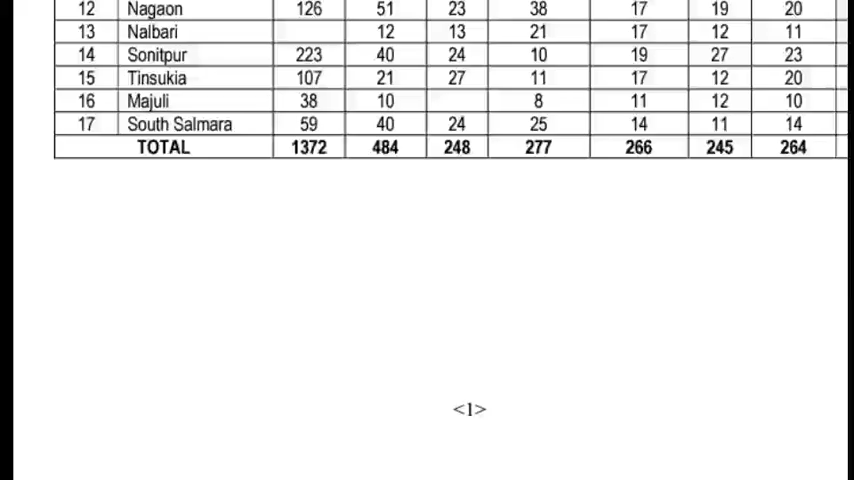 12 Nagaon 126 51 23 38 17 19 20
13 Nalbari 12 13 21 17 12 11
14 Sonitpur 223 40 24 10 19 27 23
15 Tinsukia 107 21 27 11 17 12 20
16 Majuli 38 10 8 11 12 10
17 South Salmara 59 40 24 25 14 11 14
TOTAL 1372 484 248 277 266 245 264
<1>